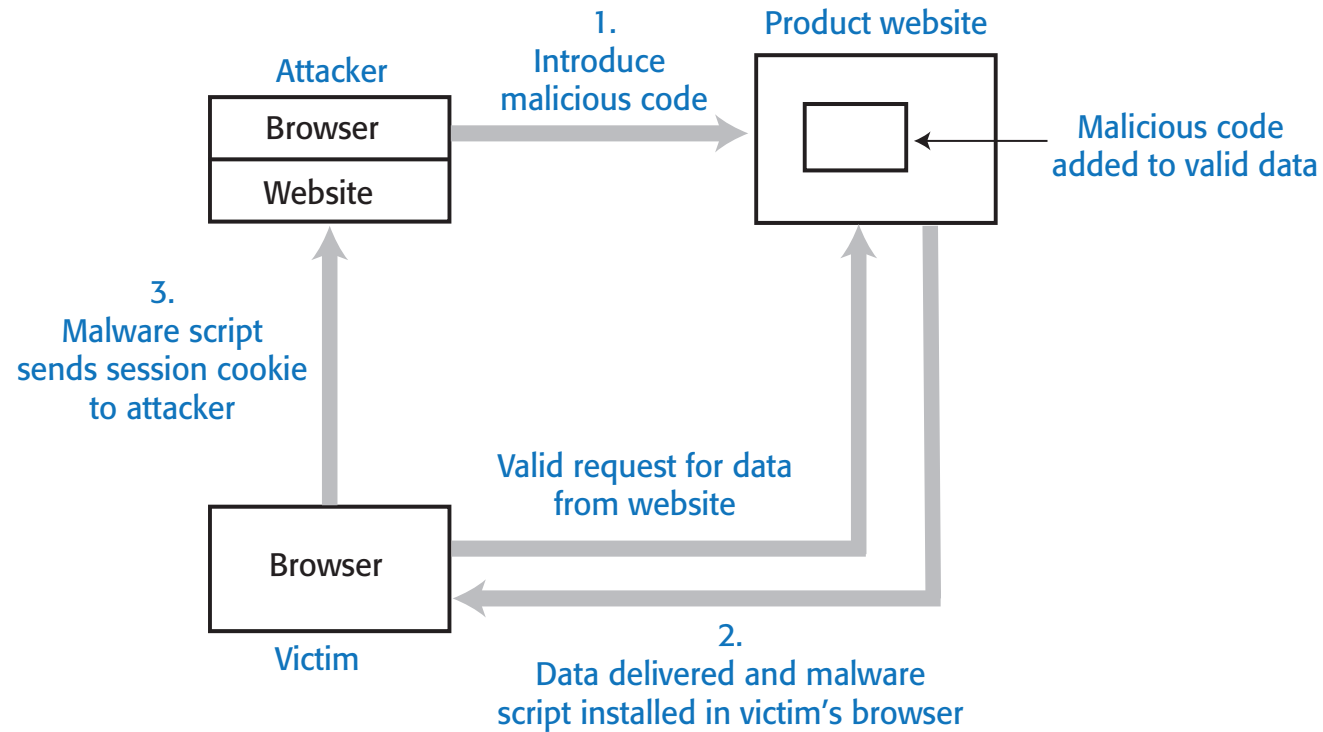 1.
Introduce
malicious code
Product website
Attacker
Browser
Website
Malicious code
added to valid data
3.
Malware script
sends session cookie
to attacker
Valid request for data
from website
Browser
Victim
2.
Data delivered and malware
script installed in victim’s browser